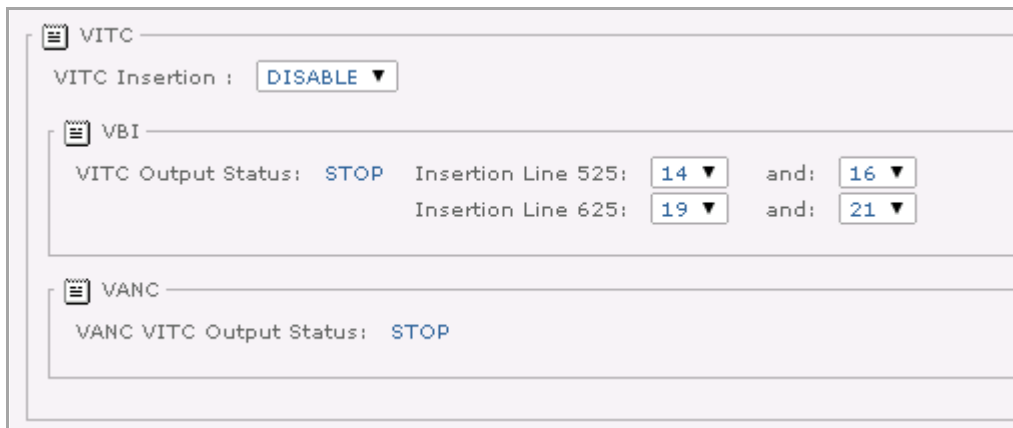 VITC
VITC Insertion : DISABLE ▼
VBI
VITC Output Status: STOP Insertion Line 525: 14 ▼ and: 16 ▼
Insertion Line 625: 19 ▼ and: 21 ▼
VANC
VANC VITC Output Status: STOP